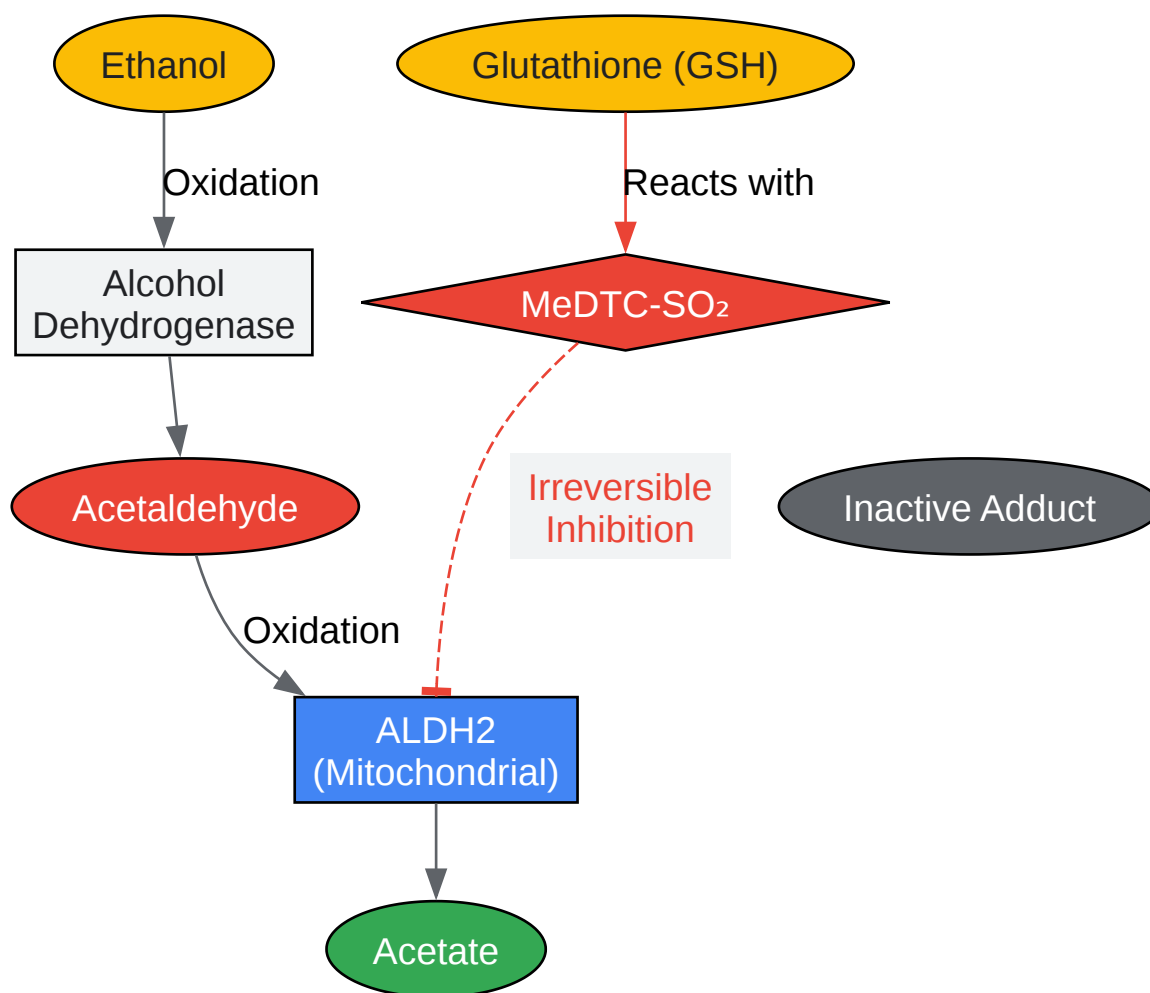 Ethanol
Glutathione (GSH)
Oxidation
Reacts with
Alcohol
Dehydrogenase
MeDTC-SO₂
Acetaldehyde
Irreversible
Inhibition
Inactive Adduct
Oxidation
ALDH2
(Mitochondrial)
Acetate